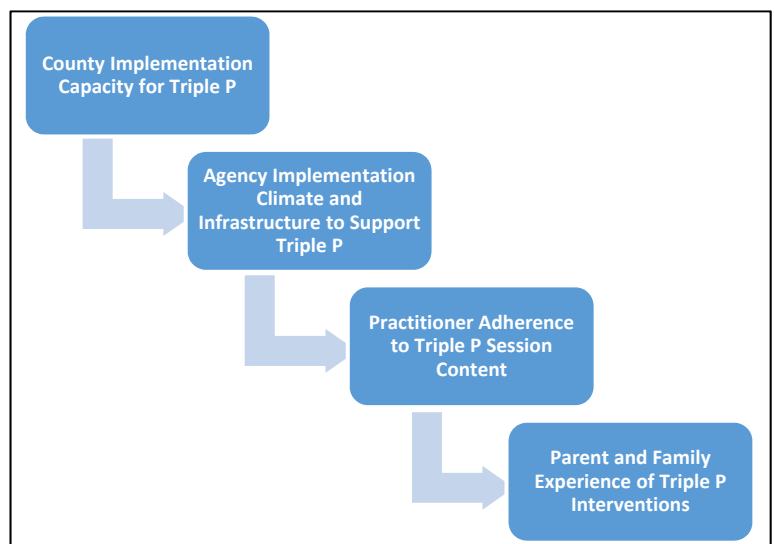 County Implementation
Capacity for Triple P
Agency Implementation
Climate and
Infrastructure to Support
Triple P
Practitioner Adherence
to Triple P Session
Content
Parent and Family
Experience of Triple P
Interventions